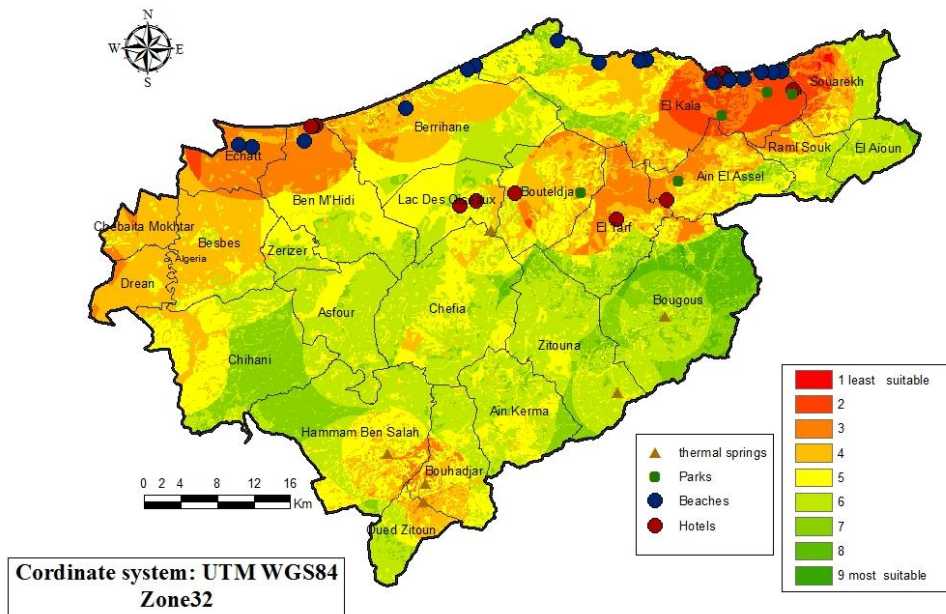 N
W E
S
Souarekh
El Kala
Berrihane
Raml Souk
El Aioun
Echatt
Ain El Assel
Bouteldja
Ben M'Hidi
Lac Des Oiseaux
El Tarf
Chebaita Mokhtar
Besbes
Zerizer
Algeria
Drean
Bougous
Asfour
Chefia
Zitouna
Chihani
Ain Kerma
Hammam Ben Salah
Bouhadjar
Oued Zitoun
0 2 4 8 12 16
Km
Cordinate system: UTM WGS84
Zone32
thermal springs
Parks
Beaches
Hotels
1 least suitable
2
3
4
5
6
7
8
9 most suitable